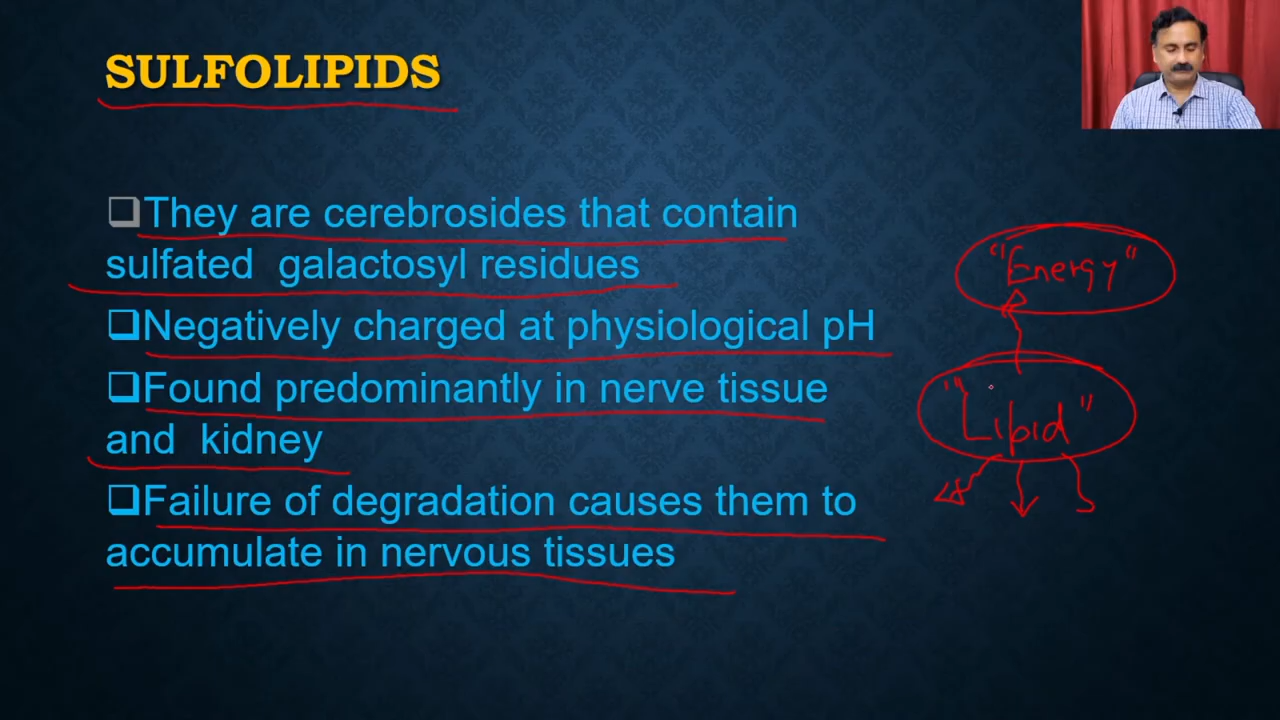 SULFOLIPIDS
They are cerebrosides that contain
sulfated galactosyl residues
Negatively charged at physiological pH
Found predominantly in nerve tissue
and kidney
Failure of degradation causes them to
accumulate in nervous tissues
"Energy"
"Lipid"